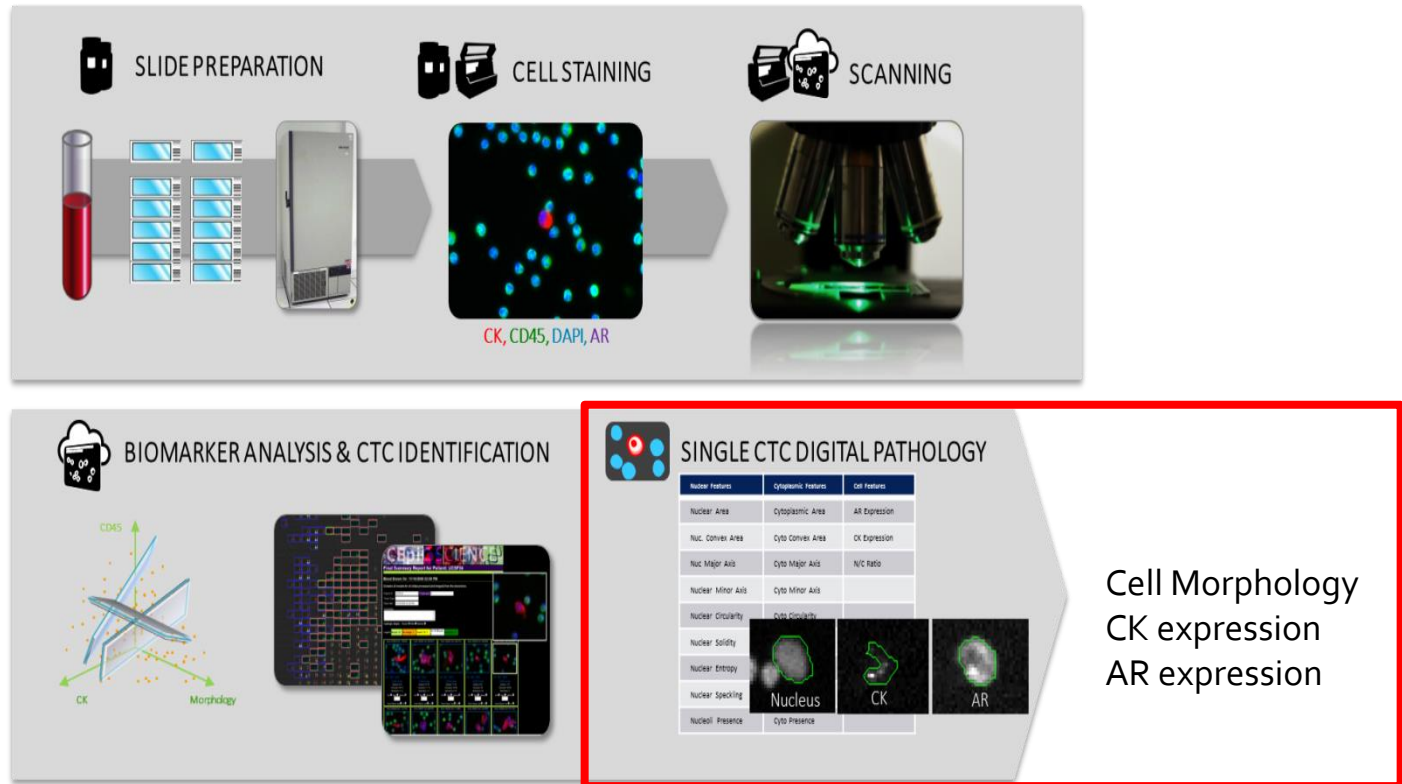 SLIDE PREPARATION
CELL STAINING
SCANNING
CK, CD45, DAPI, AR
BIOMARKER ANALYSIS & CTC IDENTIFICATION
CD45
CK
Morphology
SINGLE CTC DIGITAL PATHOLOGY
Nuclear Features Cytoplasmic Features Cell Features
Nuclear Area Cytoplasmic Area AR Expression
Nuc. Convex Area Cyto Convex Area CK Expression
Nuc Major Axis Cyto Major Axis N/C Ratio
Nuclear Minor Axis Cyto Minor Axis
Nuclear Circularity Cyto Circularity
Nuclear Solidity
Nuclear Entropy
Nuclear Speckling
Nucleoli Presence Cyto Presence
Nucleus
CK
AR
Cell Morphology
CK expression
AR expression